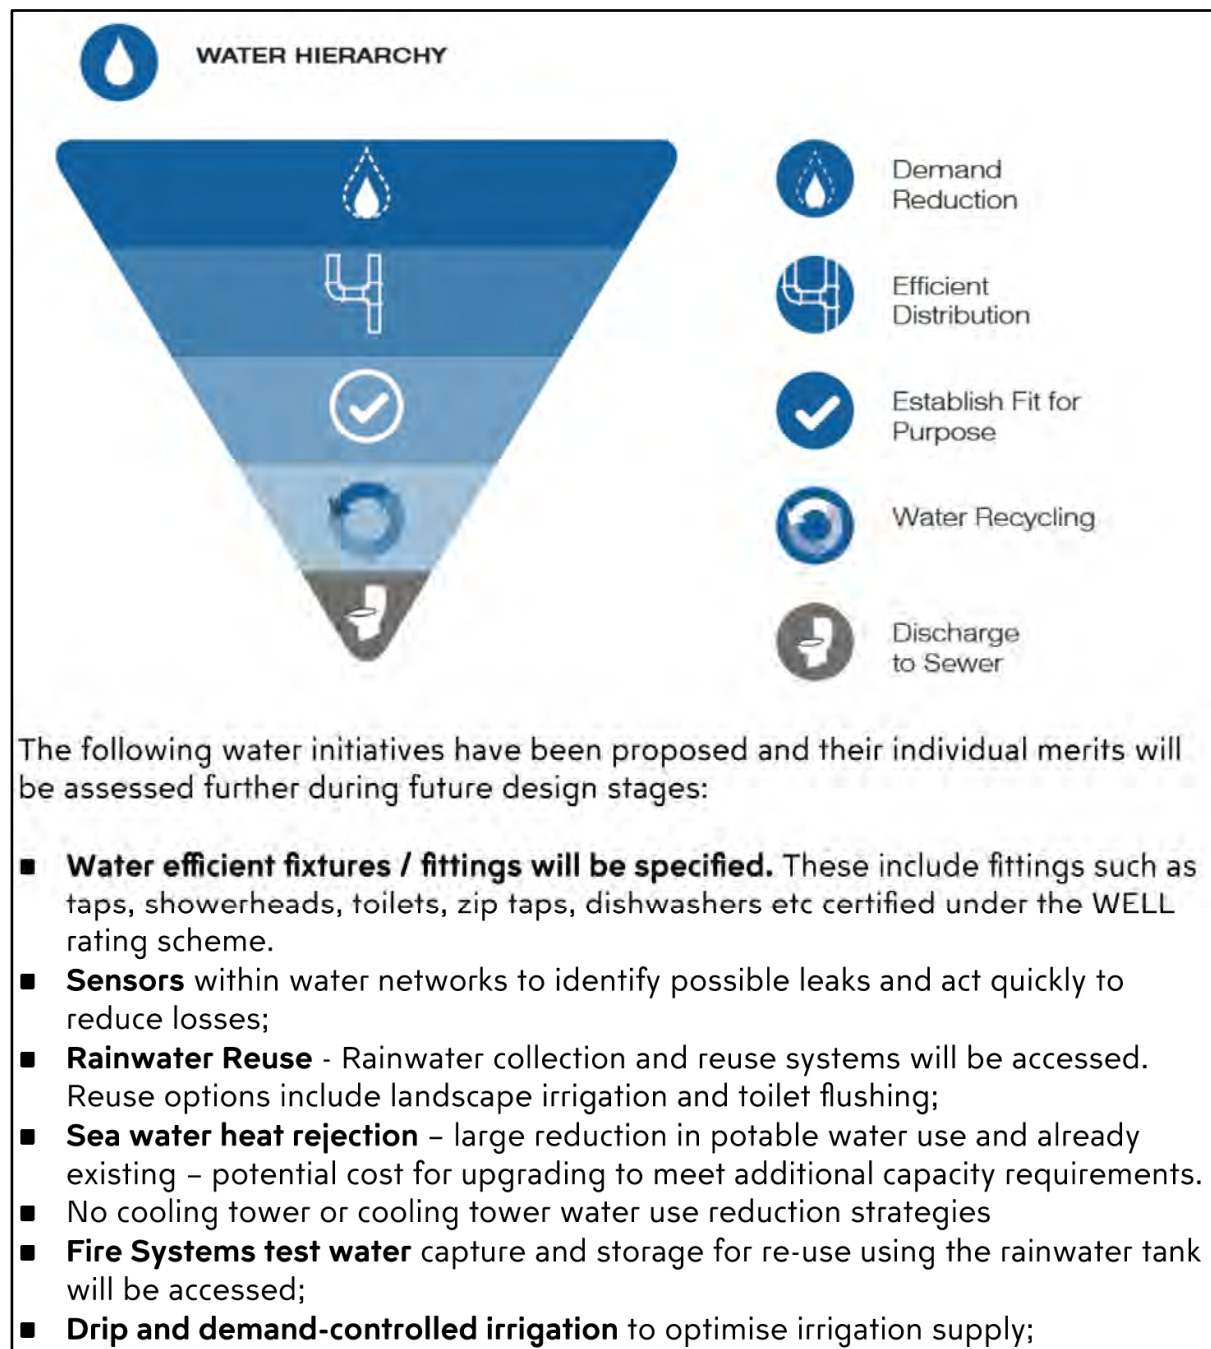 WATER HIERARCHY
Demand
Reduction
Efficient
Distribution
Establish Fit for
Purpose
Water Recycling
Discharge
to Sewer
The following water initiatives have been proposed and their individual merits will
be assessed further during future design stages:
▪ Water efficient fixtures / fittings will be specified. These include fittings such as
taps, showerheads, toilets, zip taps, dishwashers etc certified under the WELL
rating scheme.
▪ Sensors within water networks to identify possible leaks and act quickly to
reduce losses;
▪ Rainwater Reuse - Rainwater collection and reuse systems will be accessed.
Reuse options include landscape irrigation and toilet flushing;
▪ Sea water heat rejection – large reduction in potable water use and already
existing – potential cost for upgrading to meet additional capacity requirements.
▪ No cooling tower or cooling tower water use reduction strategies
▪ Fire Systems test water capture and storage for re-use using the rainwater tank
will be accessed;
▪ Drip and demand-controlled irrigation to optimise irrigation supply;